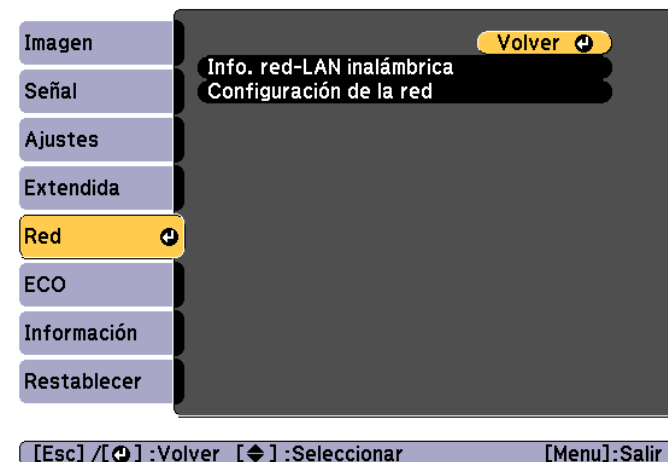 Imagen
Señal
Ajustes
Extendida
Red
ECO
Información
Restablecer
Volver
Info. red-LAN inalámbrica
Configuración de la red
[Esc] /[⏎] :Volver [◆] :Seleccionar [Menu]:Salir